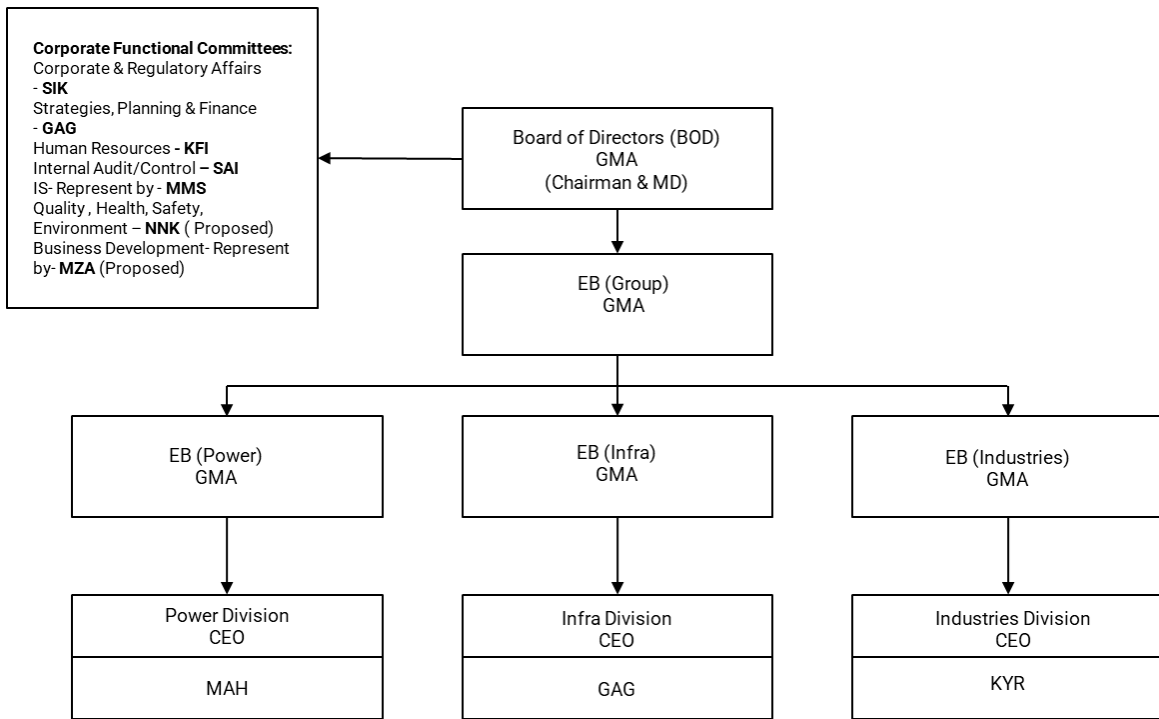 Corporate Functional Committees:
Corporate & Regulatory Affairs
- SIK
Strategies, Planning & Finance
- GAG
Human Resources - KFI
Internal Audit/Control – SAI
IS- Represent by - MMS
Quality , Health, Safety,
Environment – NNK ( Proposed)
Business Development- Represent
by- MZA (Proposed)
Board of Directors (BOD)
GMA
(Chairman & MD)
EB (Group)
GMA
EB (Power)
GMA
EB (Infra)
GMA
EB (Industries)
GMA
Power Division
CEO
MAH
Infra Division
CEO
GAG
Industries Division
CEO
KYR